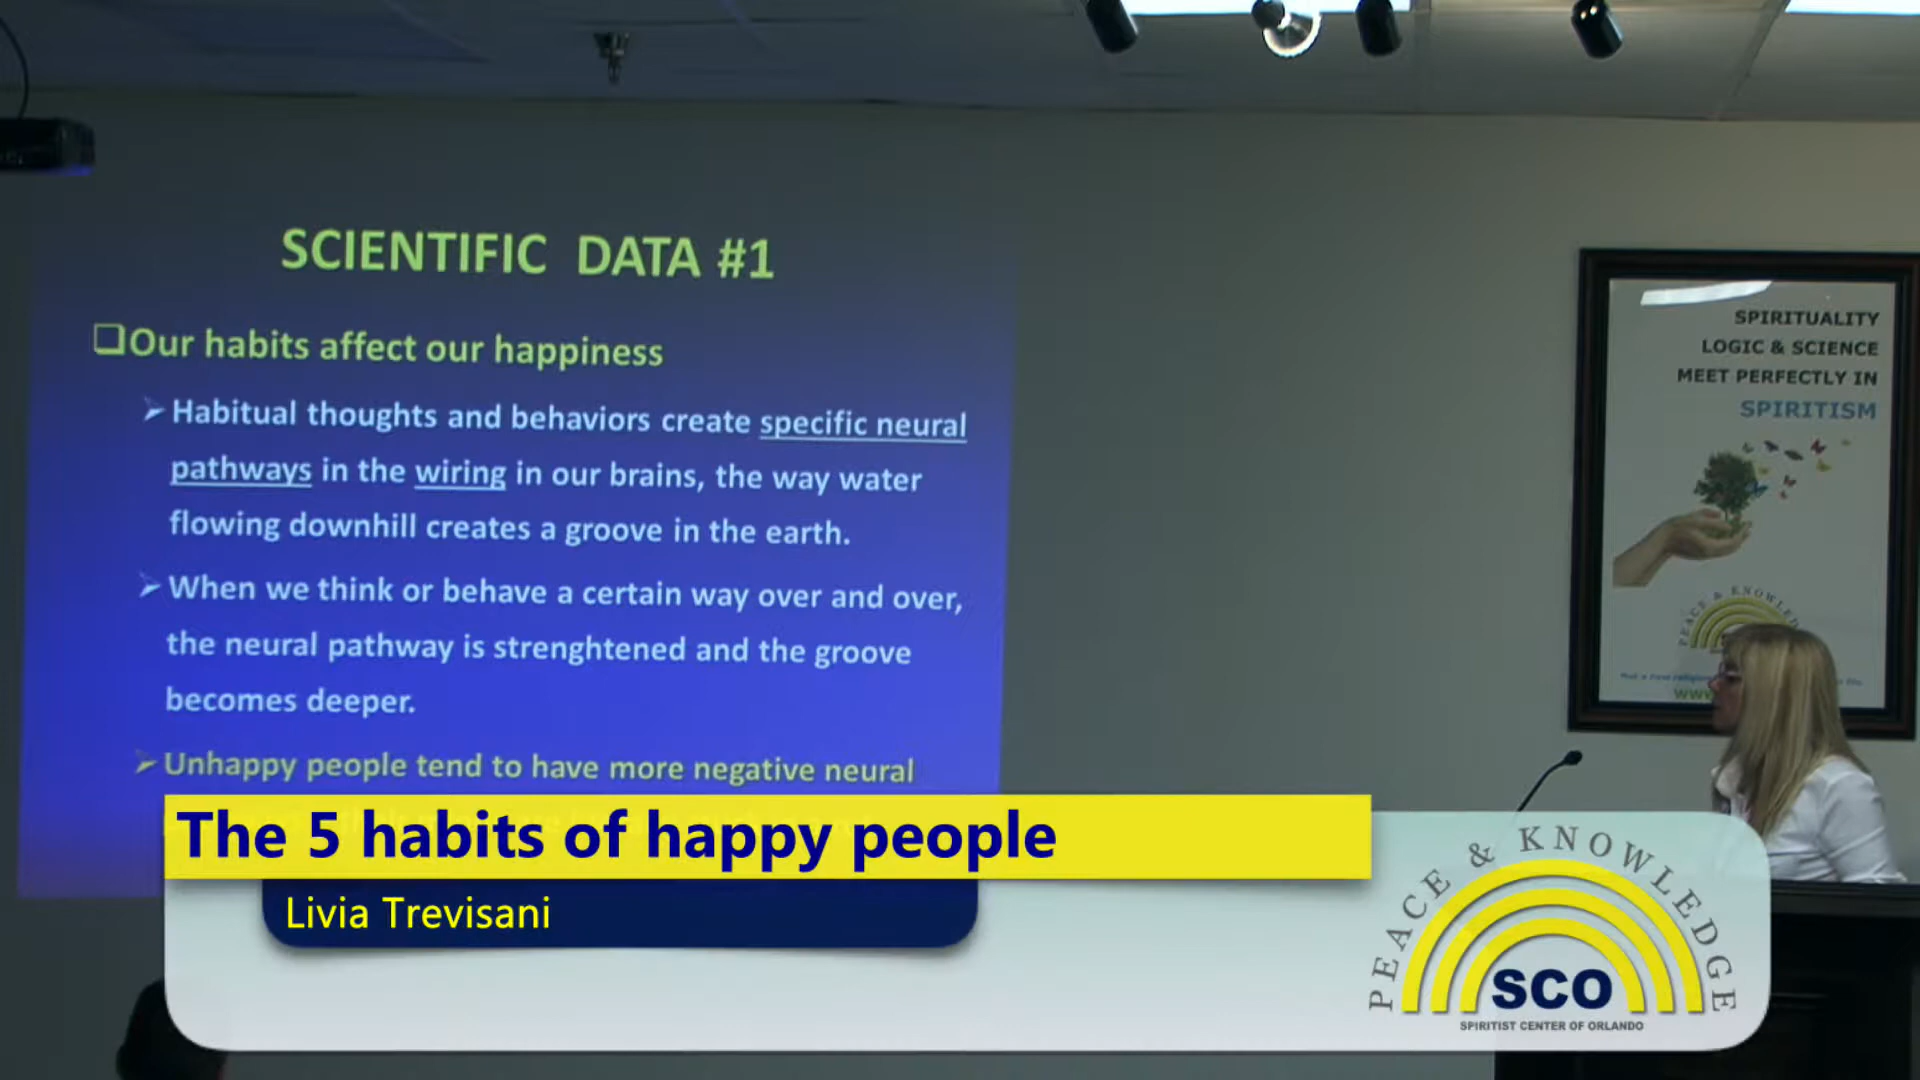 SCIENTIFIC DATA #1
❑Our habits affect our happiness
➢Habitual thoughts and behaviors create specific neural
pathways in the wiring in our brains, the way water
flowing downhill creates a groove in the earth.
➢When we think or behave a certain way over and over,
the neural pathway is strenghtened and the groove
becomes deeper.
➢Unhappy people tend to have more negative neural
SPIRITUALITY
LOGIC & SCIENCE
MEET PERFECTLY IN
SPIRITISM
PEACE & KNOWLED
The 5 habits of happy people
Livia Trevisani
PEACE & KNOWLEDGE
SCO
SPIRITIST CENTER OF ORLANDO